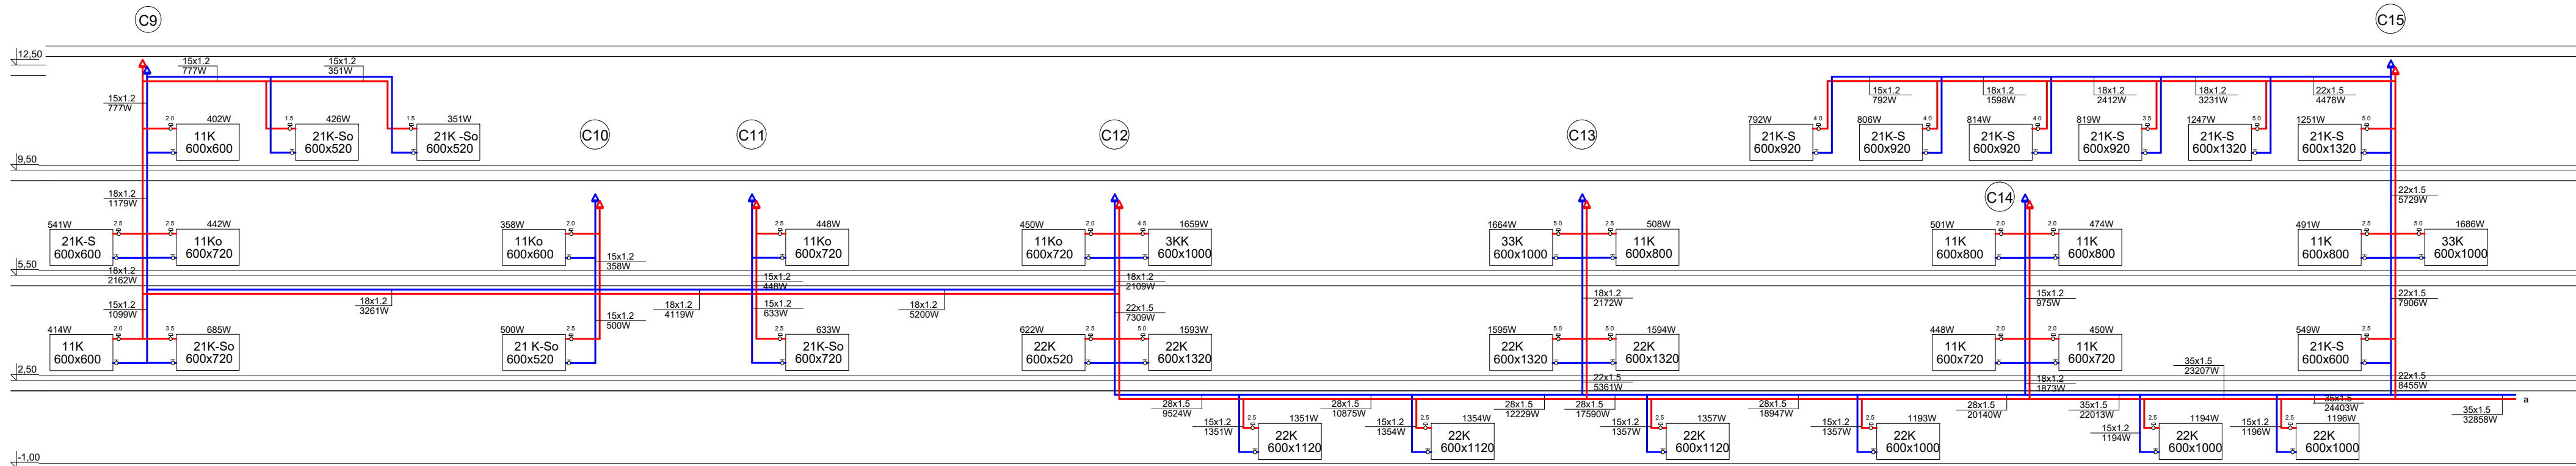 C9
C15
12,50
15x1.2
777W
15x1.2
351W
15x1.2
777W
2.0
402W
11K
600x600
1.5
426W
21K-So
600x520
1.5
351W
21K -So
600x520
C10
C11
C12
C13
15x1.2
792W
18x1.2
1598W
18x1.2
2412W
18x1.2
3231W
22x1.5
4478W
792W
4.0
21K-S
600x920
806W
4.0
21K-S
600x920
814W
4.0
21K-S
600x920
819W
3.5
21K-S
600x920
1247W
5.0
21K-S
600x1320
1251W
5.0
21K-S
600x1320
9,50
18x1.2
1179W
C14
22x1.5
5729W
541W
2.5
21K-S
600x600
2.5
442W
11Ko
600x720
358W
2.0
11Ko
600x600
2.5
448W
11Ko
600x720
450W
2.0
11Ko
600x720
4.5
1659W
3KK
600x1000
1664W
5.0
33K
600x1000
2.5
508W
11K
600x800
501W
2.0
11K
600x800
2.0
474W
11K
600x800
491W
2.5
11K
600x800
5.0
1686W
33K
600x1000
5,50
18x1.2
2162W
15x1.2
358W
15x1.2
448W
18x1.2
2109W
15x1.2
1099W
18x1.2
3261W
15x1.2
500W
18x1.2
4119W
15x1.2
633W
18x1.2
5200W
22x1.5
7309W
18x1.2
2172W
15x1.2
975W
22x1.5
7906W
414W
2.0
11K
600x600
3.5
685W
21K-So
600x720
500W
2.5
21 K-So
600x520
2.5
633W
21K-So
600x720
622W
2.5
22K
600x520
5.0
1593W
22K
600x1320
1595W
5.0
22K
600x1320
5.0
1594W
22K
600x1320
448W
2.0
11K
600x720
2.0
450W
11K
600x720
549W
2.5
21K-S
600x600
2,50
22x1.5
5361W
18x1.2
1873W
35x1.5
23207W
22x1.5
8455W
28x1.5
9524W
28x1.5
10875W
28x1.5
12229W
28x1.5
17590W
28x1.5
18947W
28x1.5
20140W
35x1.5
22013W
35x1.5
24403W
35x1.5
32858W
a
15x1.2
1351W
2.5
1351W
22K
600x1120
15x1.2
1354W
2.5
1354W
22K
600x1120
15x1.2
1357W
2.5
1357W
22K
600x1120
15x1.2
1357W
2.5
1193W
22K
600x1000
15x1.2
1194W
2.5
1194W
22K
600x1000
15x1.2
1196W
2.5
1196W
22K
600x1000
-1,00